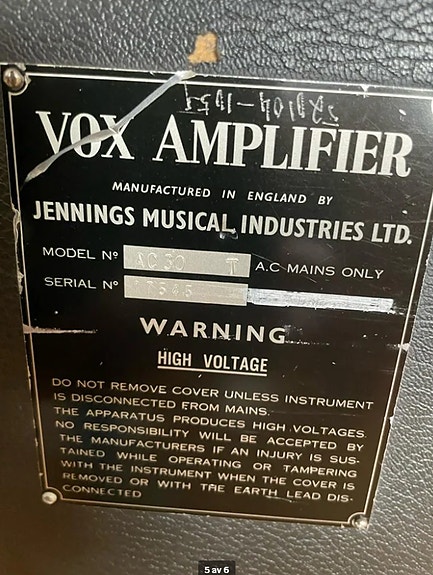 VOX AMPLIFIER
MANUFACTURED IN ENGLAND BY
JENNINGS MUSICAL INDUSTRIES LTD.
MODEL Nº AC 30 T A.C MAINS ONLY
SERIAL Nº 17545
WARNING
HIGH VOLTAGE
DO NOT REMOVE COVER UNLESS INSTRUMENT
IS DISCONNECTED FROM MAINS.
THE APPARATUS PRODUCES HIGH VOLTAGES.
NO RESPONSIBILITY WILL BE ACCEPTED BY
THE MANUFACTURERS IF AN INJURY IS SUS-
TAINED WHILE OPERATING OR TAMPERING
WITH THE INSTRUMENT WHEN THE COVER IS
REMOVED OR WITH THE EARTH LEAD DIS-
CONNECTED
5 av 6